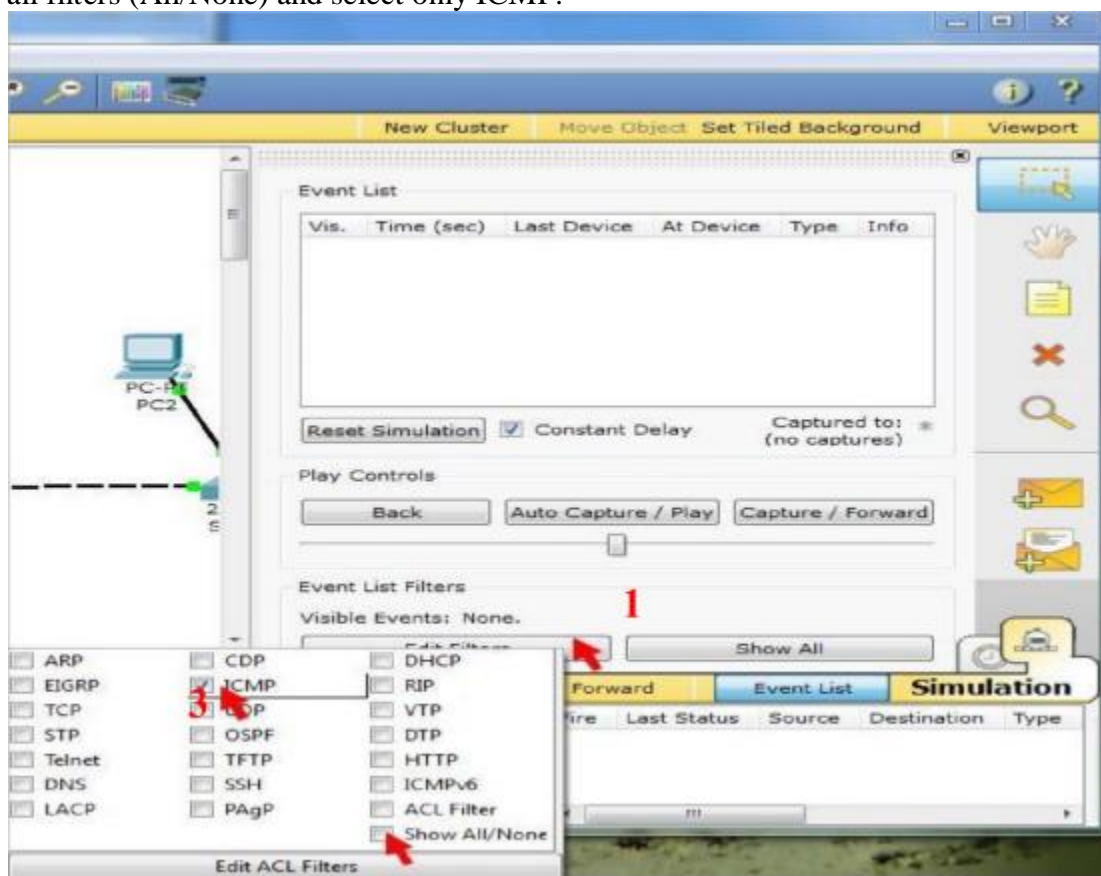 all filters (All/None) and select only ICMP.
New Cluster Move Object Set Tiled Background Viewport
Event List
Vis. Time (sec) Last Device At Device Type Info
PC2
Reset Simulation Constant Delay Captured to: *
(no captures)
Play Controls
Back Auto Capture / Play Capture / Forward
Event List Filters
1
Visible Events: None.
Show All
ARP CDP DHCP
EIGRP ICMP RIP
3
TCP UDP VTP
STP OSPF DTP
Telnet TFTP HTTP
DNS SSH ICMPv6
LACP PAgP ACL Filter
Show All/None
Edit ACL Filters
Forward Event List Simulation
Fire Last Status Source Destination Type